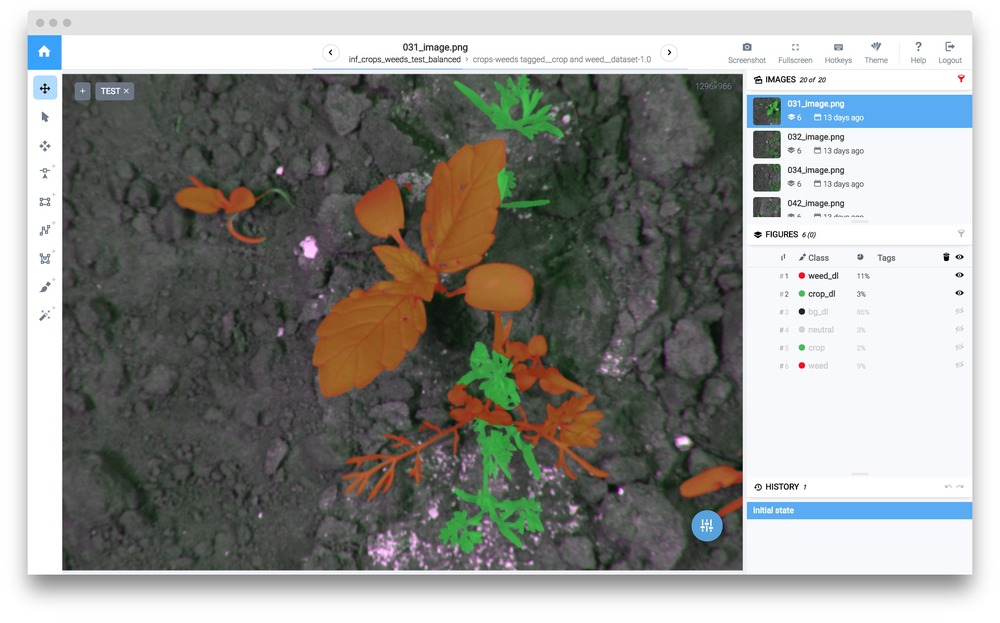 031_image.png
inf_crops_weeds_test_balanced › crops-weeds tagged__crop and weed__dataset-1.0
Screenshot
Fullscreen
Hotkeys
Theme
Help
Logout
+
TEST ×
1296x966
IMAGES 20 of 20
031_image.png
6 13 days ago
032_image.png
6 13 days ago
034_image.png
6 13 days ago
042_image.png
6 13 days ago
FIGURES 6 (0)
Class Tags
#1 weed_dl 11%
#2 crop_dl 3%
#3 bg_dl 86%
#4 neutral 3%
#5 crop 2%
#6 weed 9%
HISTORY 1
Initial state